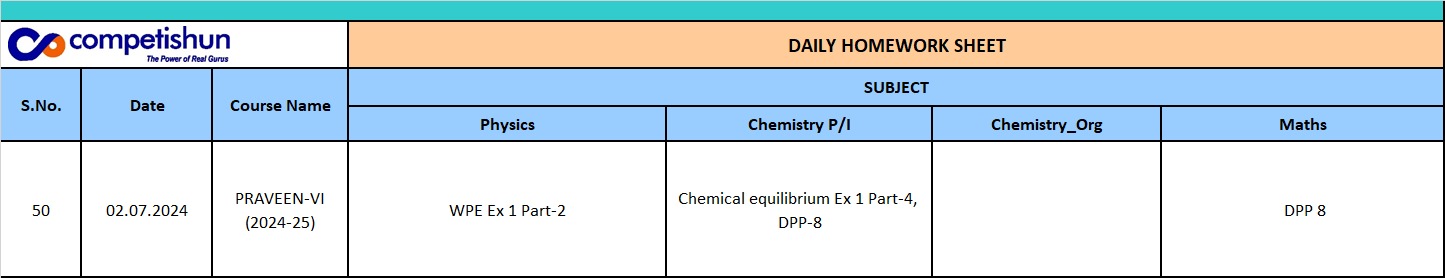 competishun
The Power of Real Gurus
DAILY HOMEWORK SHEET
S.No.
Date
Course Name
SUBJECT
Physics
Chemistry P/I
Chemistry_Org
Maths
50
02.07.2024
PRAVEEN-VI
(2024-25)
WPE Ex 1 Part-2
Chemical equilibrium Ex 1 Part-4,
DPP-8
DPP 8